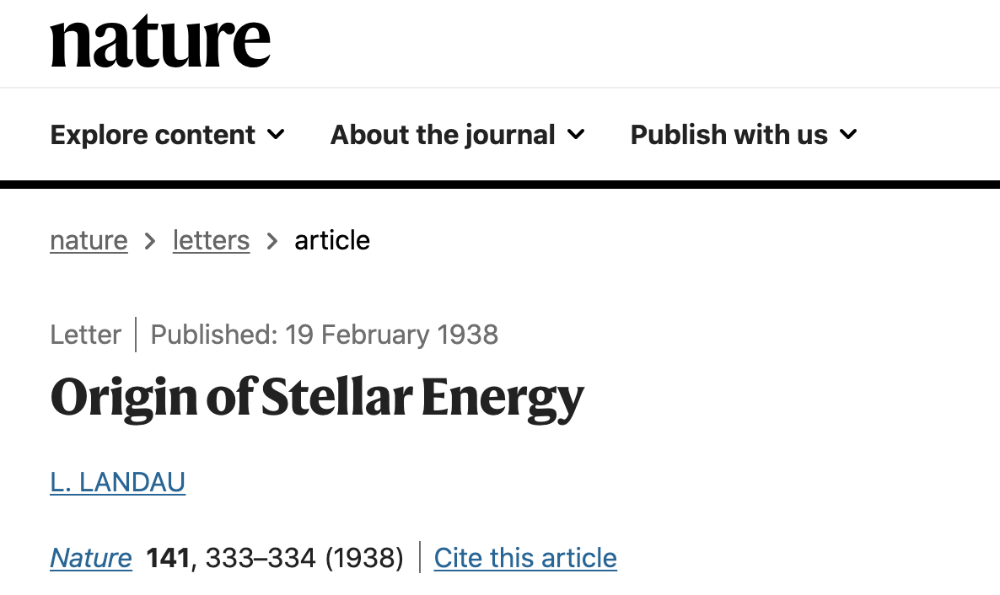 nature
Explore content About the journal Publish with us
nature > letters > article
Letter | Published: 19 February 1938
Origin of Stellar Energy
L. LANDAU
Nature 141, 333–334 (1938) | Cite this article